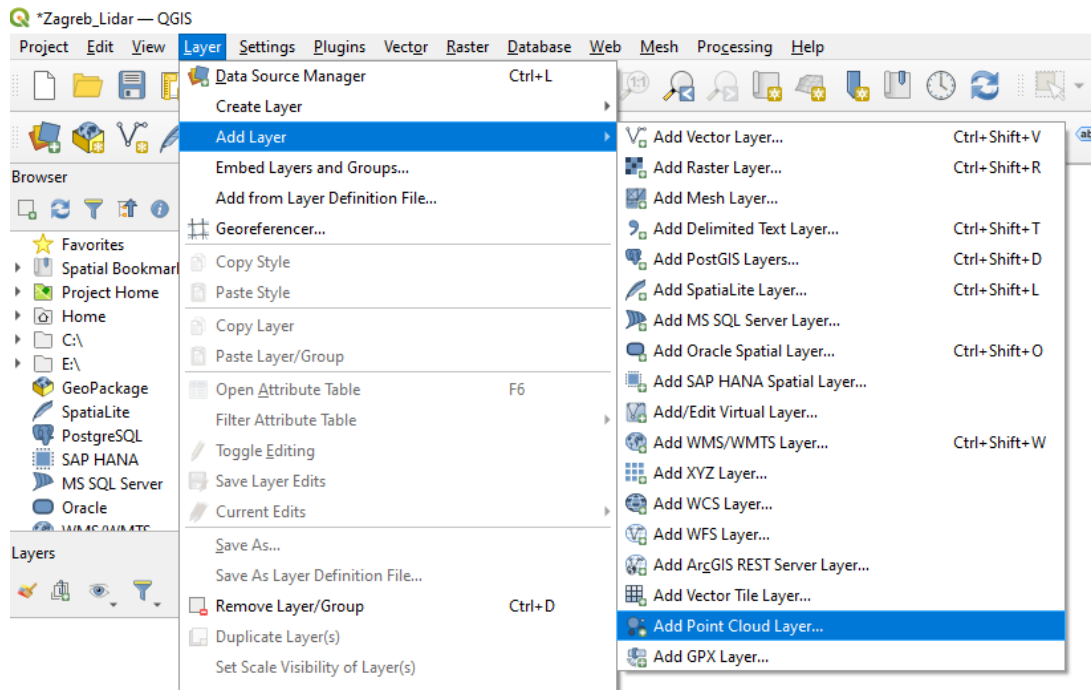 *Zagreb_Lidar — QGIS
Project Edit View Layer Settings Plugins Vector Raster Database Web Mesh Processing Help
Data Source Manager Ctrl+L
Create Layer
Add Layer
Embed Layers and Groups...
Add from Layer Definition File...
Georeferencer...
Copy Style
Paste Style
Copy Layer
Paste Layer/Group
Open Attribute Table F6
Filter Attribute Table
Toggle Editing
Save Layer Edits
Current Edits
Save As...
Save As Layer Definition File...
Remove Layer/Group Ctrl+D
Duplicate Layer(s)
Set Scale Visibility of Layer(s)
Add Vector Layer... Ctrl+Shift+V
Add Raster Layer... Ctrl+Shift+R
Add Mesh Layer...
Add Delimited Text Layer... Ctrl+Shift+T
Add PostGIS Layers... Ctrl+Shift+D
Add SpatiaLite Layer... Ctrl+Shift+L
Add MS SQL Server Layer...
Add Oracle Spatial Layer... Ctrl+Shift+O
Add SAP HANA Spatial Layer...
Add/Edit Virtual Layer...
Add WMS/WMTS Layer... Ctrl+Shift+W
Add XYZ Layer...
Add WCS Layer...
Add WFS Layer...
Add ArcGIS REST Server Layer...
Add Vector Tile Layer...
Add Point Cloud Layer...
Add GPX Layer...
1:1
ab
Browser
Favorites
Spatial Bookmar
Project Home
Home
C:\
E:\
GeoPackage
SpatiaLite
PostgreSQL
SAP HANA
MS SQL Server
Oracle
WMS/WMTS
Layers